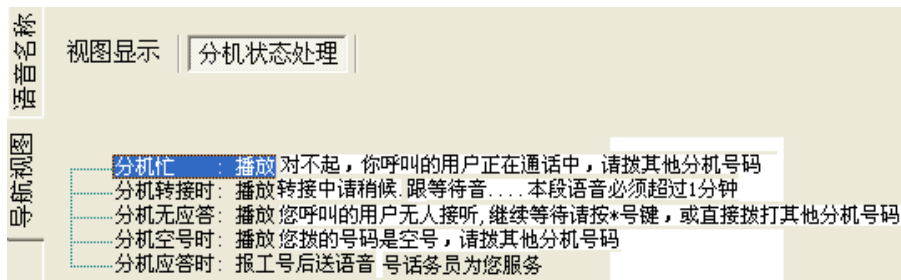 语音名称
导航视图
视图显示 分机状态处理
分机忙 : 播放 对不起，你呼叫的用户正在通话中，请拨其他分机号码
分机转接时: 播放转接中请稍候.跟等待音....本段语音必须超过1分钟
分机无应答: 播放您呼叫的用户无人接听,继续等待请按*号键，或直接拨打其他分机号码
分机空号时: 播放您拨的号码是空号，请拨其他分机号码
分机应答时: 报工号后送语音 号话务员为您服务